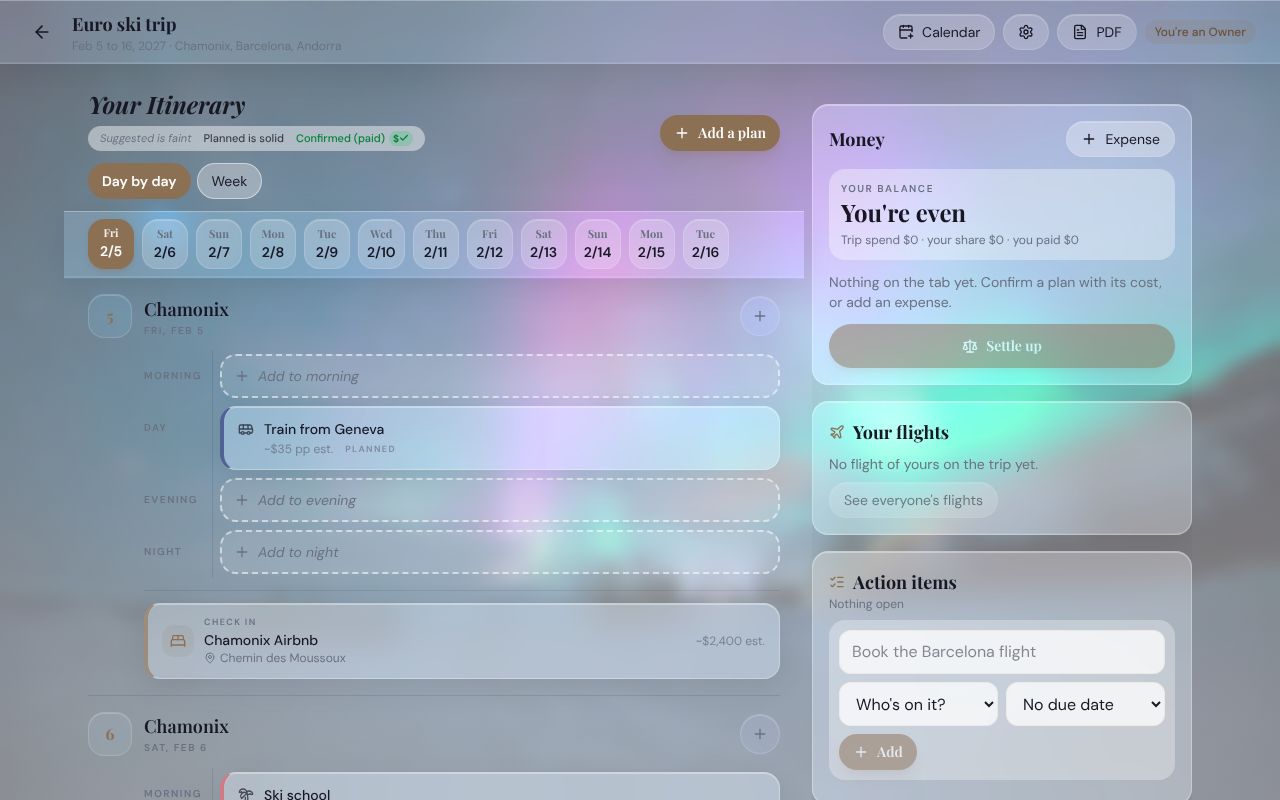 Euro ski trip
Feb 5 to 16, 2027 · Chamonix, Barcelona, Andorra
Calendar
PDF
You're an Owner
Your Itinerary
Suggested is faint Planned is solid Confirmed (paid) $✓
+ Add a plan
Day by day
Week
Fri Sat Sun Mon Tue Wed Thu Fri Sat Sun Mon Tue
2/5 2/6 2/7 2/8 2/9 2/10 2/11 2/12 2/13 2/14 2/15 2/16
5
Chamonix
FRI, FEB 5
+
MORNING
+ Add to morning
DAY
Train from Geneva
~$35 pp est. PLANNED
EVENING
+ Add to evening
NIGHT
+ Add to night
CHECK IN
Chamonix Airbnb
~$2,400 est.
Chemin des Moussoux
6
Chamonix
SAT, FEB 6
+
MORNING
Ski school
Money
+ Expense
YOUR BALANCE
You're even
Trip spend $0 · your share $0 · you paid $0
Nothing on the tab yet. Confirm a plan with its cost,
or add an expense.
Settle up
Your flights
No flight of yours on the trip yet.
See everyone's flights
Action items
Nothing open
Book the Barcelona flight
Who's on it?
No due date
+ Add